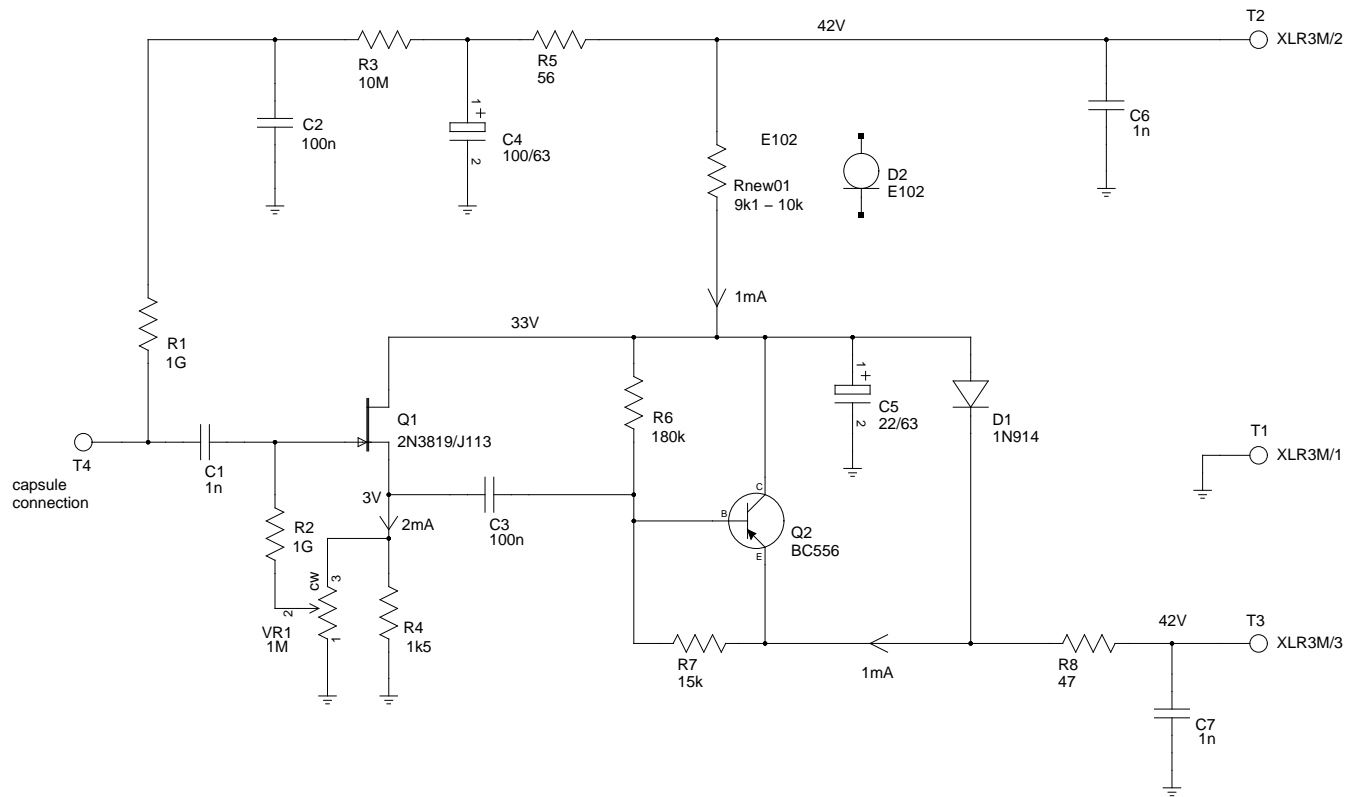 T2
XLR3M/2
42V
R3
10M
R5
56
C2
100n
1
+
C4
100/63
2
E102
Rnew01
9k1 – 10k
D2
E102
C6
1n
1mA
33V
R1
1G
Q1
2N3819/J113
R6
180k
1
+
C5
22/63
2
D1
1N914
T1
XLR3M/1
T4
capsule
connection
C1
1n
3V
2mA
C3
100n
C
B
E
Q2
BC556
R2
1G
cw
3
2
1
VR1
1M
R4
1k5
R7
15k
1mA
R8
47
42V
T3
XLR3M/3
C7
1n